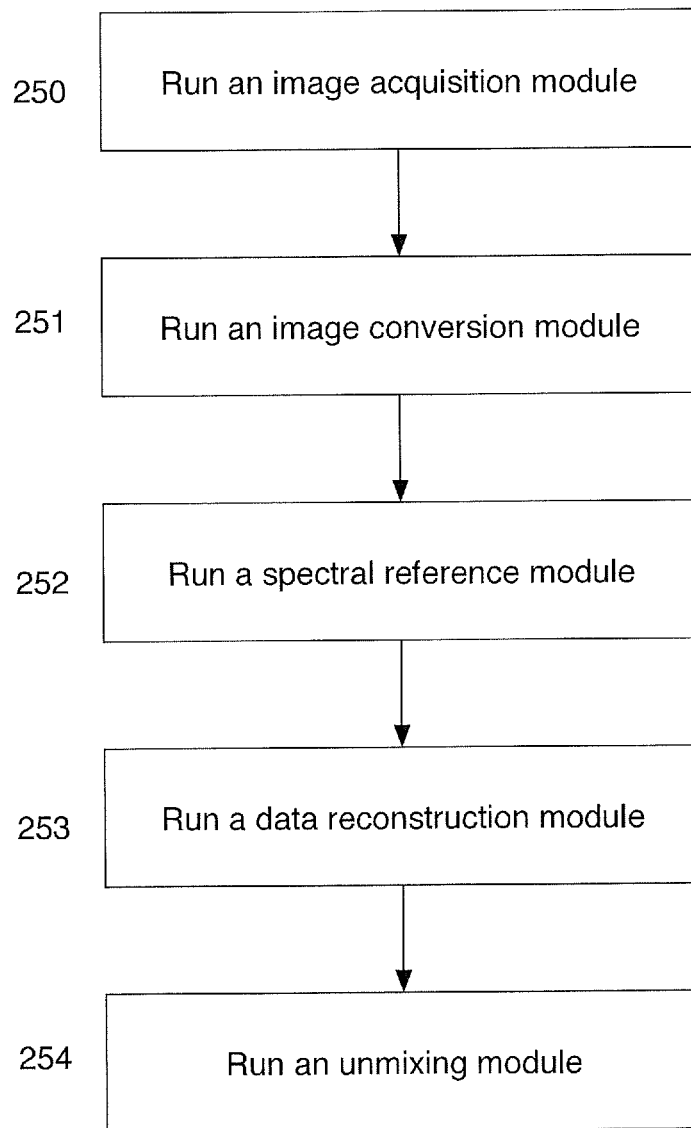 250 Run an image acquisition module
251 Run an image conversion module
252 Run a spectral reference module
253 Run a data reconstruction module
254 Run an unmixing module